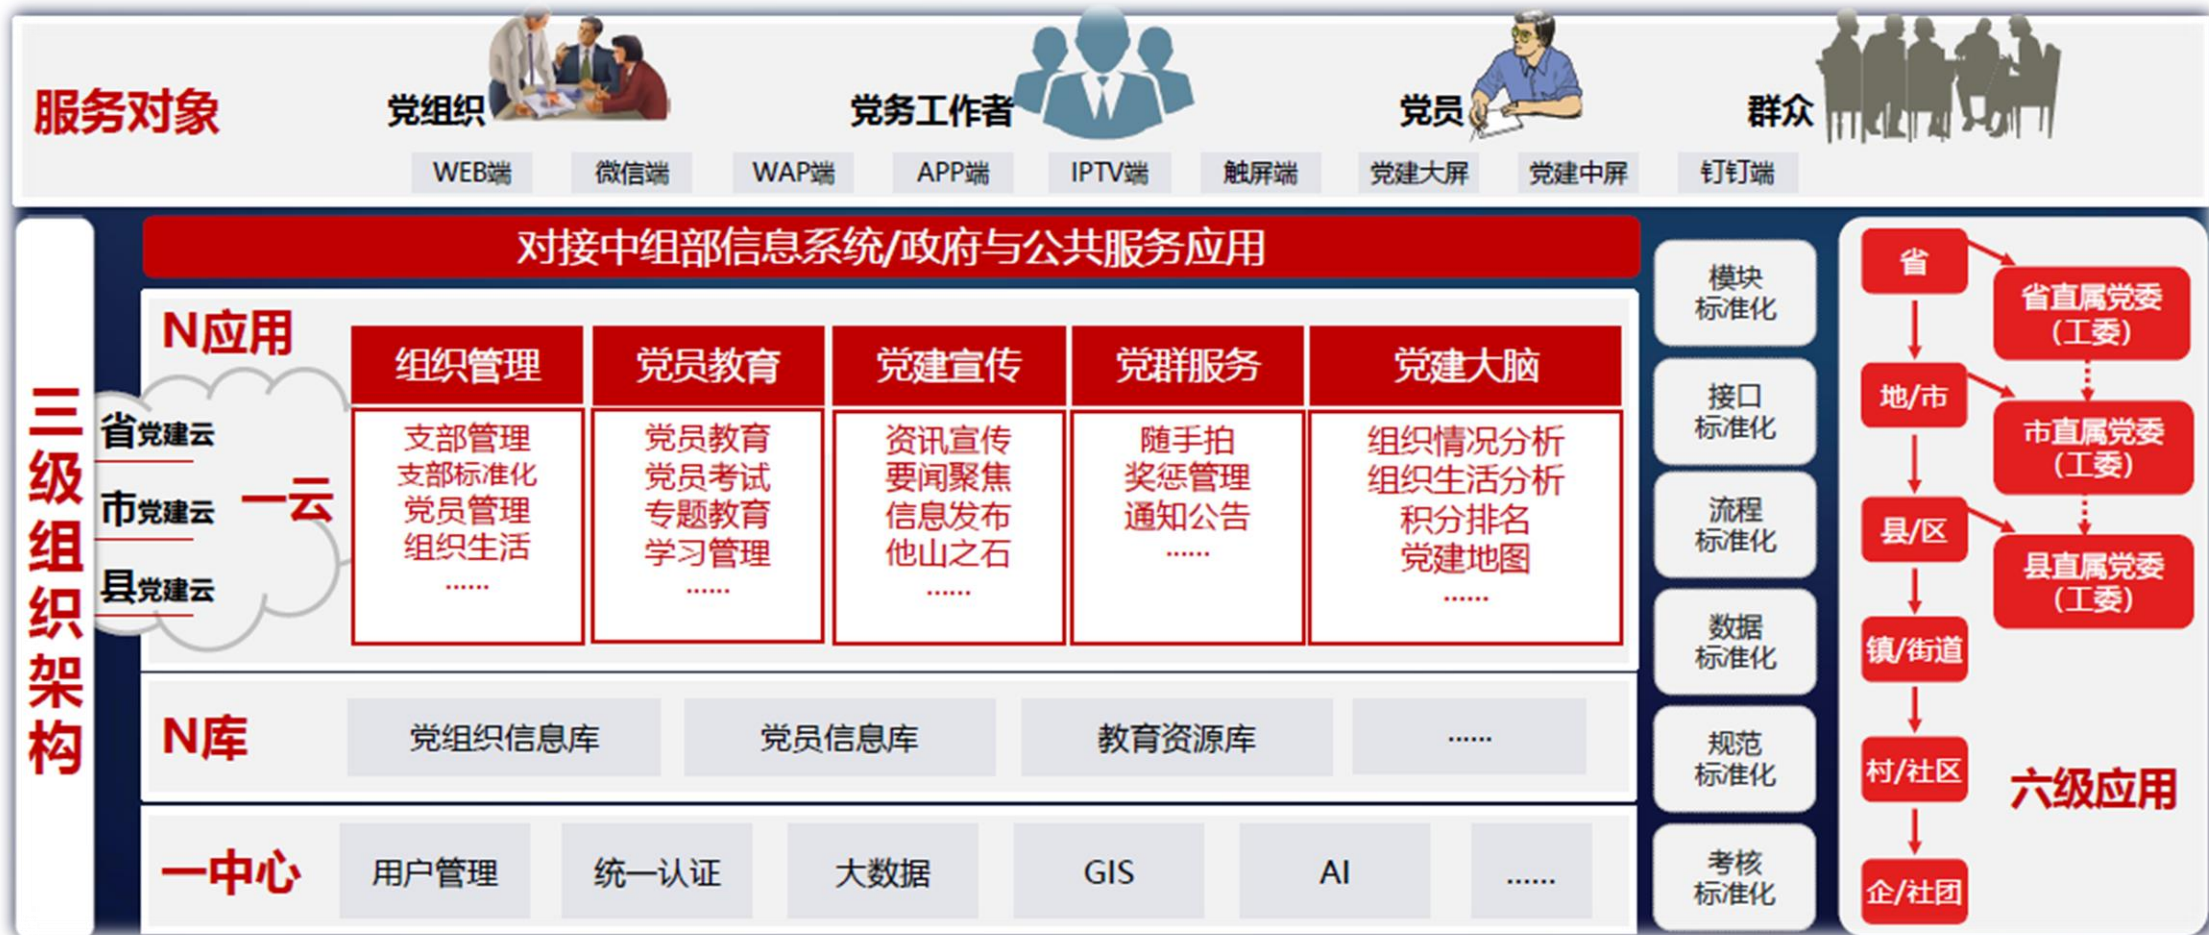 服务对象
党组织
党务工作者
党员
群众
WEB端
微信端
WAP端
APP端
IPTV端
触屏端
党建大屏
党建中屏
钉钉端
三级组织架构
对接中组部信息系统/政府与公共服务应用
N应用
省党建云
市党建云
县党建云
一云
组织管理
支部管理
支部标准化
党员管理
组织生活
......
党员教育
党员教育
党员考试
专题教育
学习管理
......
党建宣传
资讯宣传
要闻聚焦
信息发布
他山之石
......
党群服务
随手拍
奖惩管理
通知公告
......
党建大脑
组织情况分析
组织生活分析
积分排名
党建地图
......
N库
党组织信息库
党员信息库
教育资源库
......
一中心
用户管理
统一认证
大数据
GIS
AI
......
模块
标准化
接口
标准化
流程
标准化
数据
标准化
规范
标准化
考核
标准化
省
省直属党委
（工委）
地/市
市直属党委
（工委）
县/区
县直属党委
（工委）
镇/街道
村/社区
企/社团
六级应用